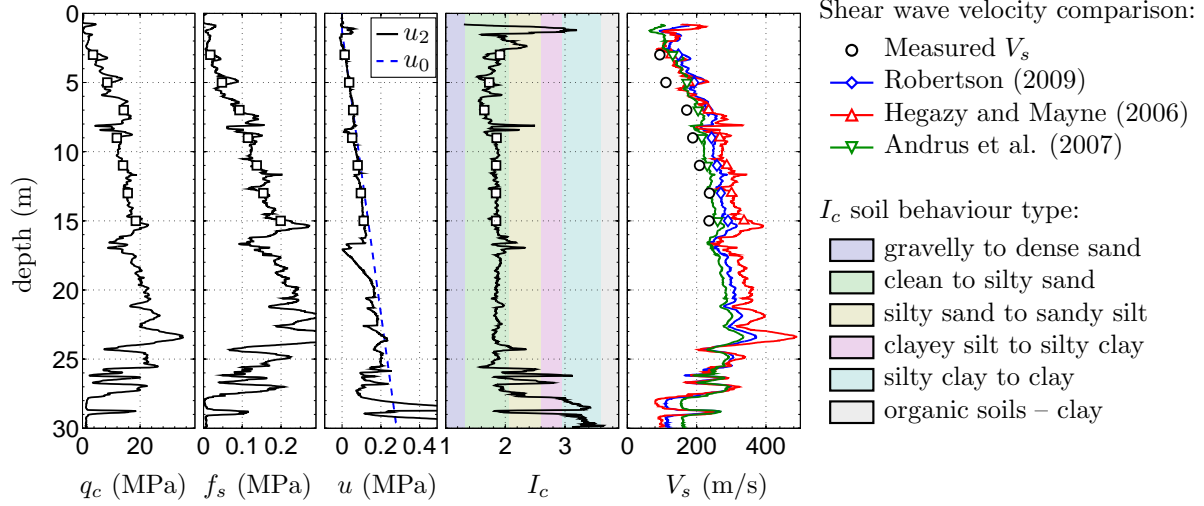 0
5
10
15
20
25
30
depth (m)
0 20
q_c (MPa)
0 0.1 0.2
f_s (MPa)
u_2
u_0
0 0.2 0.4
u (MPa)
1 2 3
I_c
0 200 400
V_s (m/s)
Shear wave velocity comparison:
Measured V_s
Robertson (2009)
Hegazy and Mayne (2006)
Andrus et al. (2007)
I_c soil behaviour type:
gravelly to dense sand
clean to silty sand
silty sand to sandy silt
clayey silt to silty clay
silty clay to clay
organic soils – clay